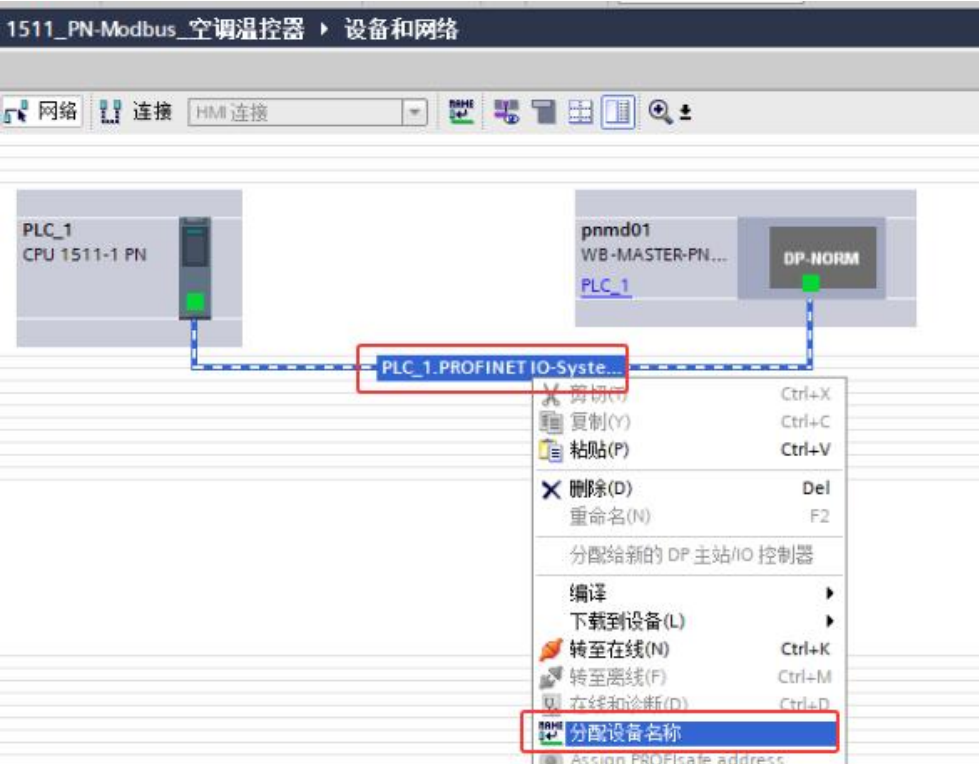 1511_PN-Modbus_空调温控器 ▸ 设备和网络
网络 连接 HMI 连接
PLC_1
CPU 1511-1 PN
pnmd01
WB-MASTER-PN...
PLC_1
DP-NORM
PLC_1.PROFINET IO-Syste...
剪切(T) Ctrl+X
复制(Y) Ctrl+C
粘贴(P) Ctrl+V
删除(D) Del
重命名(N) F2
分配给新的 DP 主站/IO 控制器
编译
下载到设备(L)
转至在线(N) Ctrl+K
转至离线(F) Ctrl+M
在线和诊断(D) Ctrl+D
NAME 分配设备名称
Assign PROFIsafe address